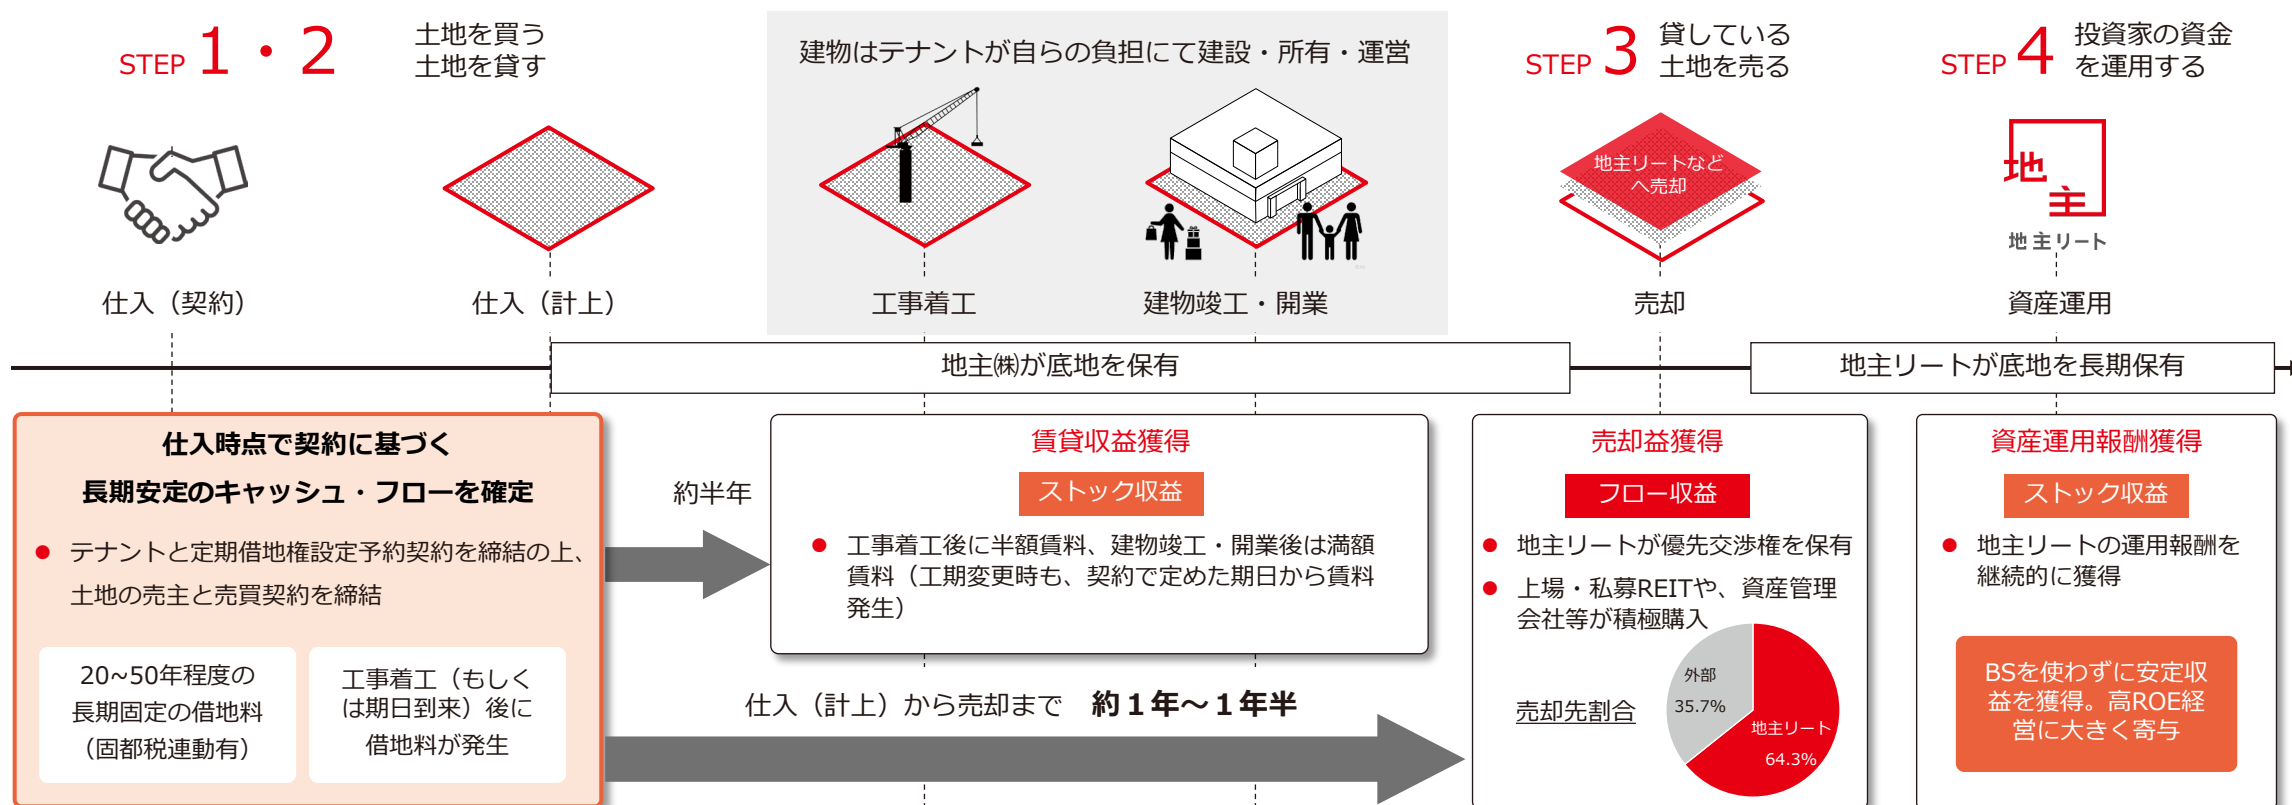 STEP 1・2
土地を買う
土地を貸す
建物はテナントが自らの負担にて建設・所有・運営
STEP 3
貸している
土地を売る
STEP 4
投資家の資金
を運用する
地主リートなど
へ売却
地主
地主リート
仕入（契約）
仕入（計上）
工事着工
建物竣工・開業
売却
資産運用
地主㈱が底地を保有
地主リートが底地を長期保有
仕入時点で契約に基づく
長期安定のキャッシュ・フローを確定
● テナントと定期借地権設定予約契約を締結の上、
土地の売主と売買契約を締結
20~50年程度の
長期固定の借地料
（固都税連動有）
工事着工（もしく
は期日到来）後に
借地料が発生
約半年
賃貸収益獲得
ストック収益
● 工事着工後に半額賃料、建物竣工・開業後は満額
賃料（工期変更時も、契約で定めた期日から賃料
発生）
仕入（計上）から売却まで 約１年～１年半
売却益獲得
フロー収益
● 地主リートが優先交渉権を保有
● 上場・私募REITや、資産管理
会社等が積極購入
売却先割合
外部
35.7%
地主リート
64.3%
資産運用報酬獲得
ストック収益
● 地主リートの運用報酬を
継続的に獲得
BSを使わずに安定収
益を獲得。高ROE経
営に大きく寄与